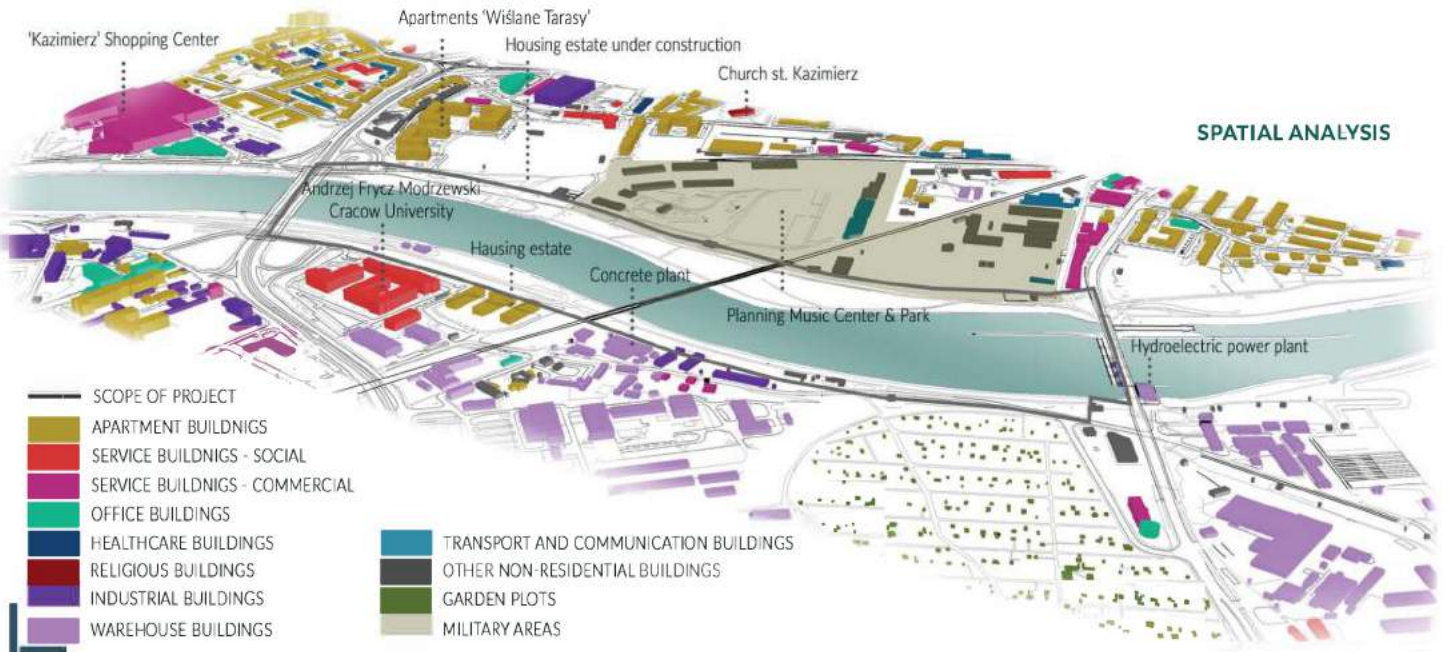 Apartments 'Wiślane Tarasy'
'Kazimierz' Shopping Center
Housing estate under construction
Church st. Kazimierz
SPATIAL ANALYSIS
Andrzej Frycz Modrzewski
Cracow University
Hausing estate
Concrete plant
Planning Music Center & Park
Hydroelectric power plant
SCOPE OF PROJECT
APARTMENT BUILDNIGS
SERVICE BUILDNIGS - SOCIAL
SERVICE BUILDNIGS - COMMERCIAL
OFFICE BUILDINGS
HEALTHCARE BUILDINGS
RELIGIOUS BUILDINGS
INDUSTRIAL BUILDINGS
WAREHOUSE BUILDINGS
TRANSPORT AND COMMUNICATION BUILDINGS
OTHER NON-RESIDENTIAL BUILDINGS
GARDEN PLOTS
MILITARY AREAS